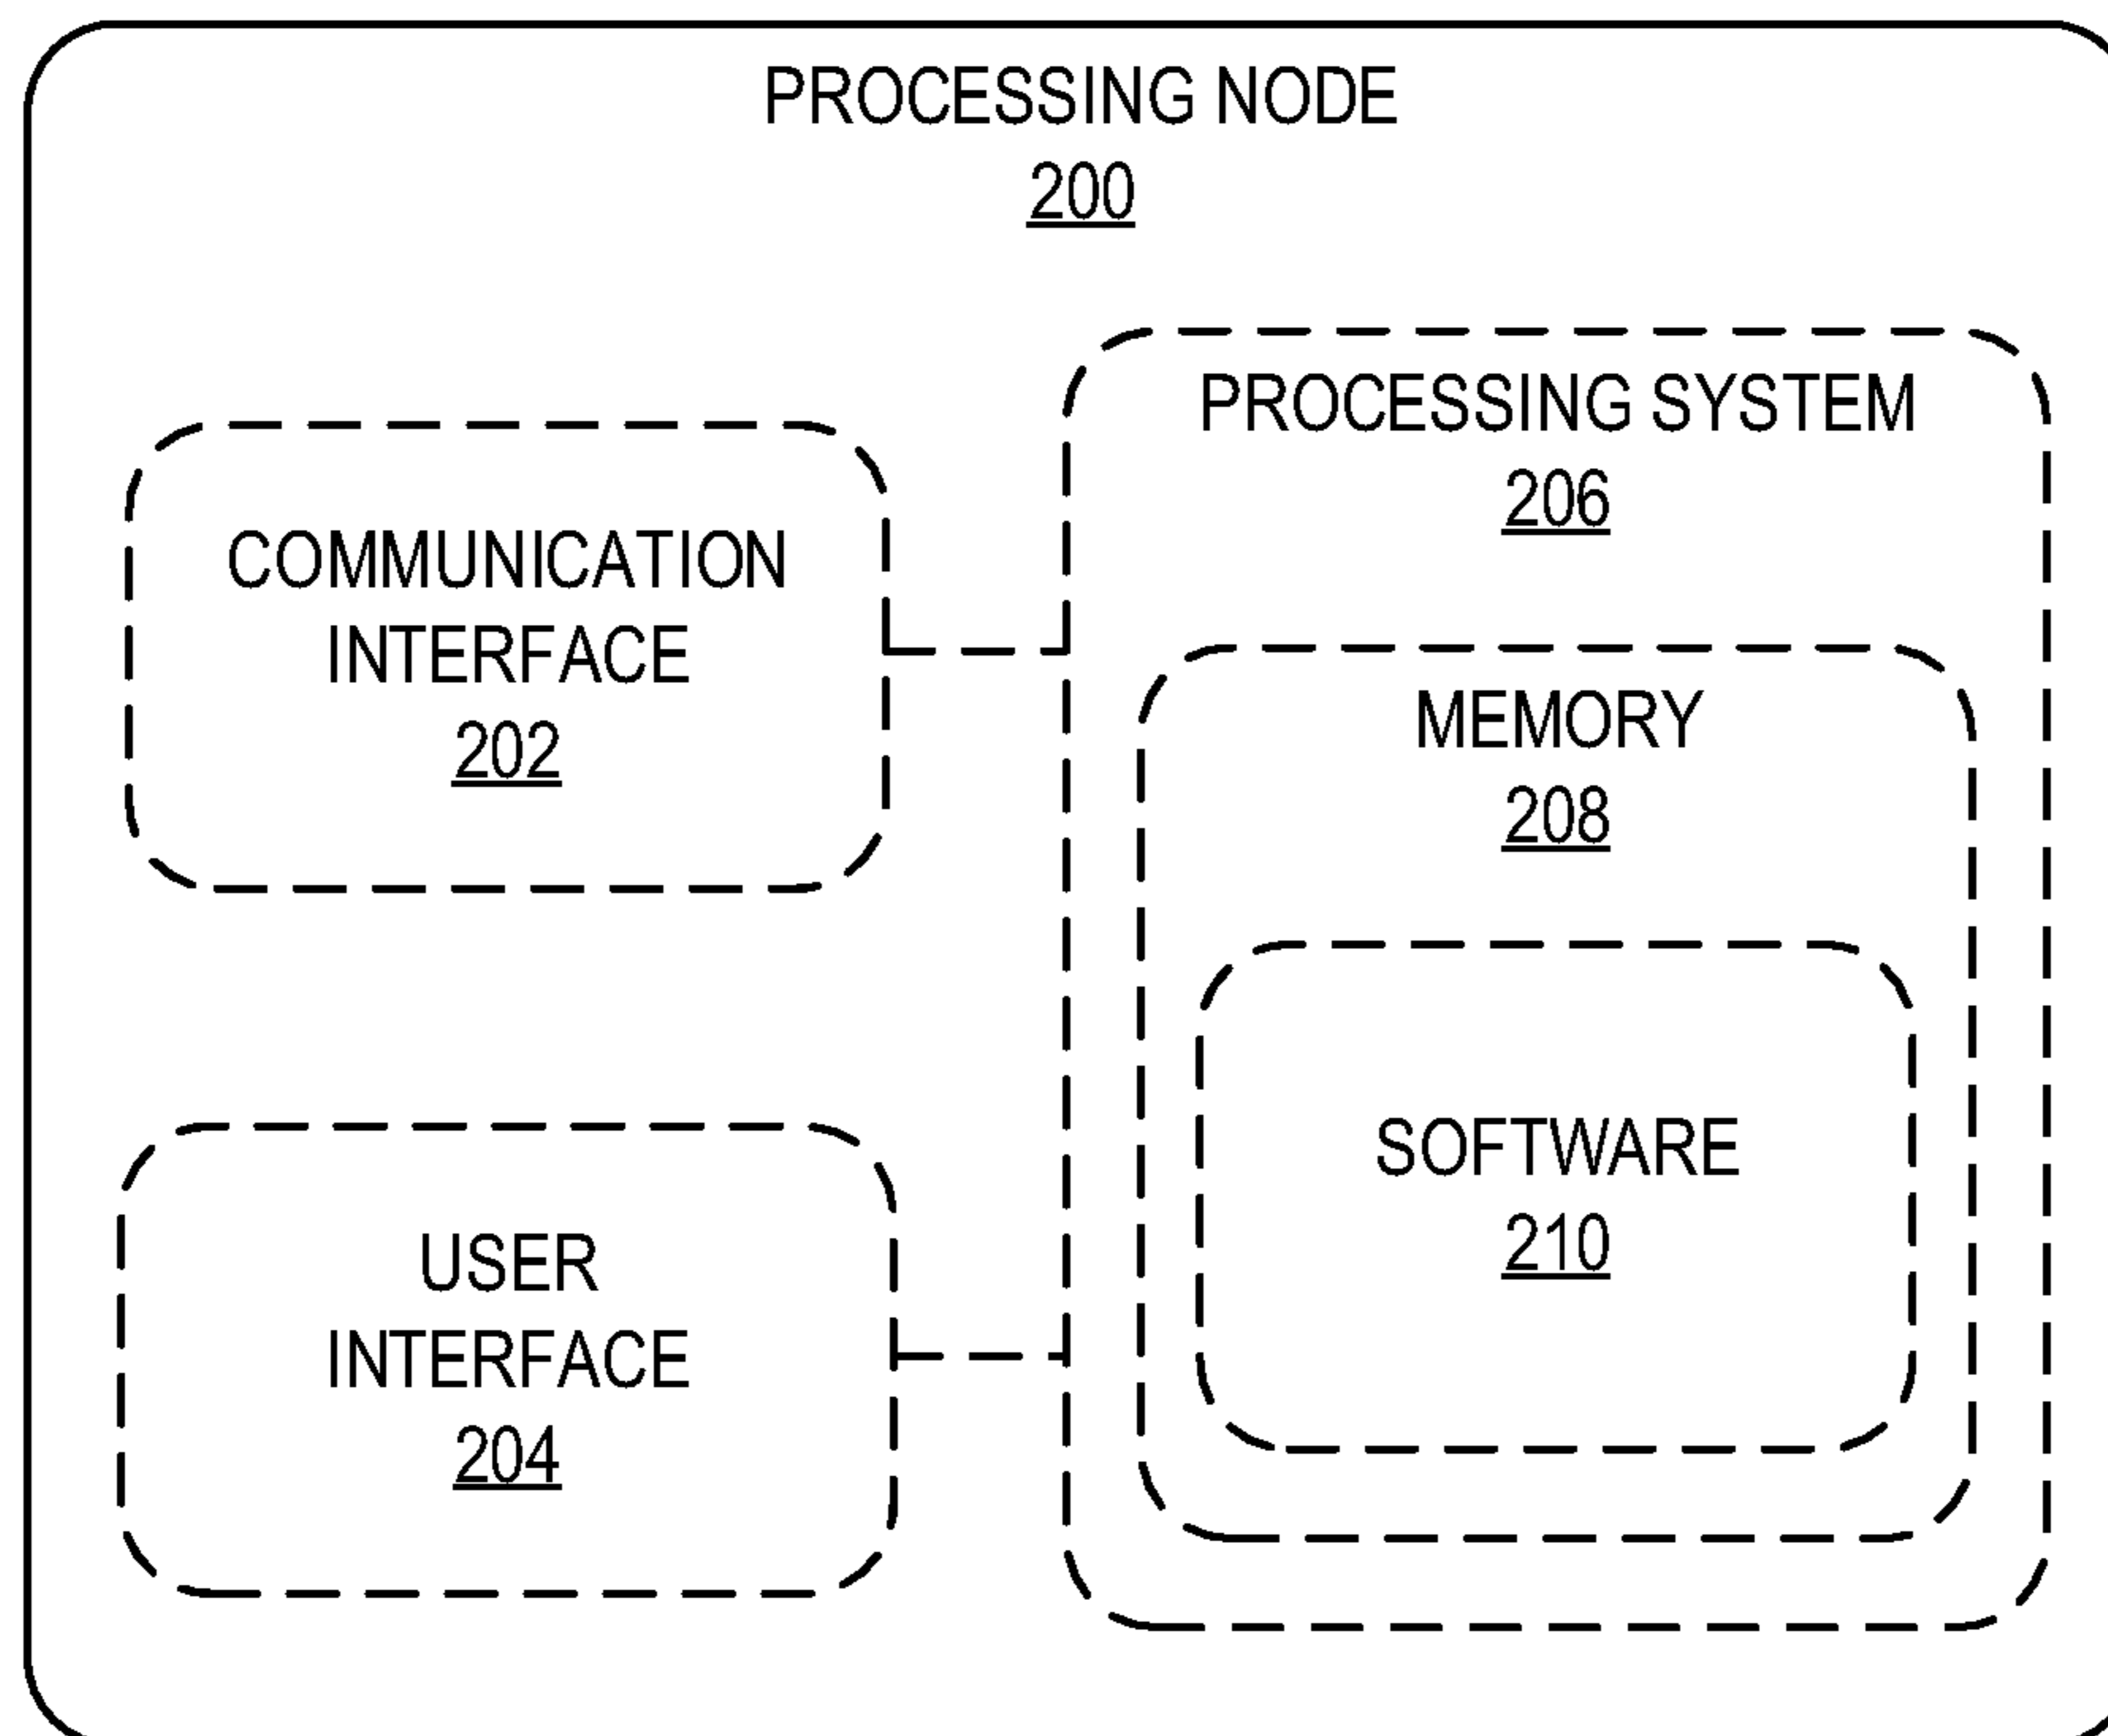 PROCESSING NODE
200
COMMUNICATION
INTERFACE
202
USER
INTERFACE
204
PROCESSING SYSTEM
206
MEMORY
208
SOFTWARE
210